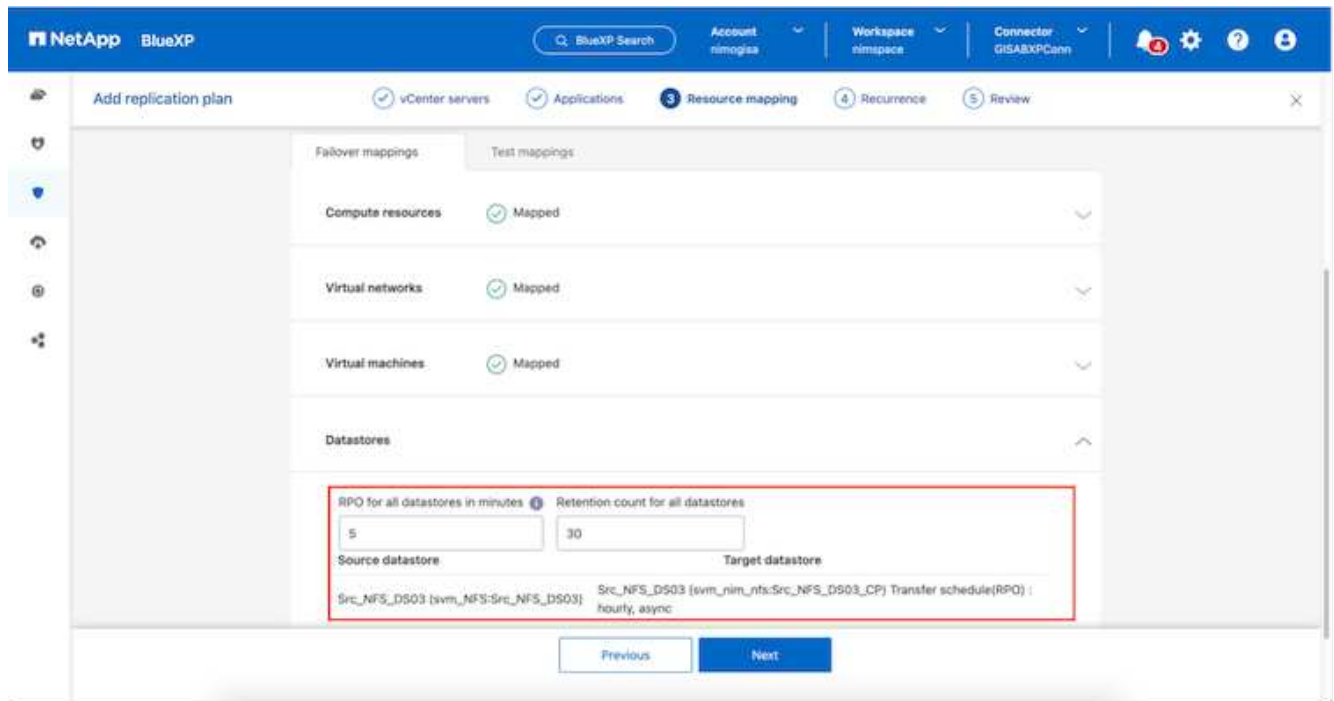 NetApp BlueXP
BlueXP Search
Account
nimogisa
Workspace
nimspace
Connector
GISABXPConn
4
Add replication plan
vCenter servers
Applications
3 Resource mapping
4 Recurrence
5 Review
Failover mappings
Test mappings
Compute resources Mapped
Virtual networks Mapped
Virtual machines Mapped
Datastores
RPO for all datastores in minutes
Retention count for all datastores
5
30
Source datastore
Target datastore
Src_NFS_DS03 (svm_NFS:Src_NFS_DS03)
Src_NFS_DS03 (svm_nim_nfs:Src_NFS_DS03_CP) Transfer schedule(RPO) :
hourly, async
Previous
Next